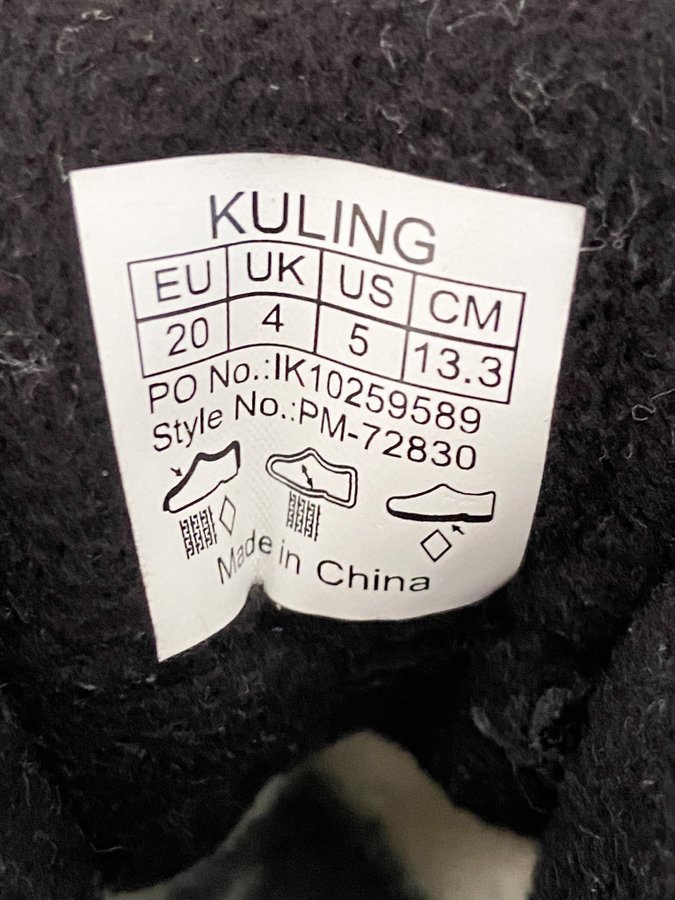 KULING
EU UK US CM
20 4 5 13.3
PO No.:IK10259589
Style No.:PM-72830
Made in China